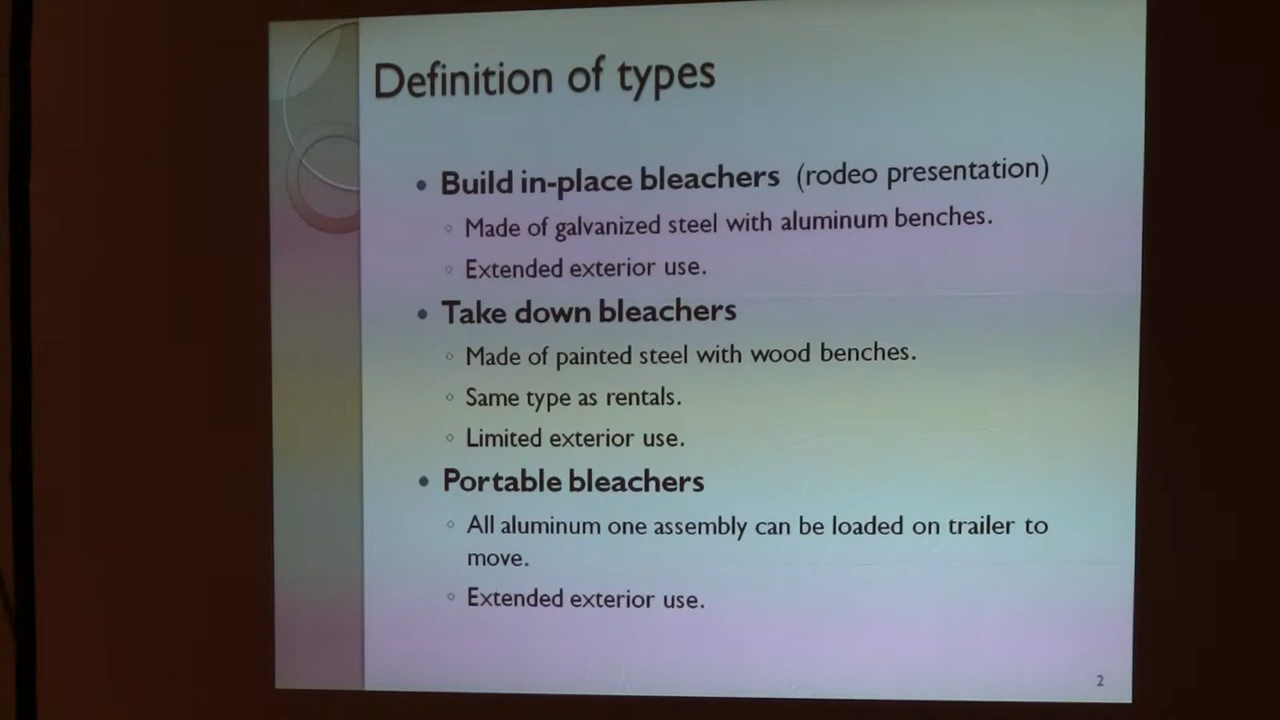 Definition of types
• Build in-place bleachers (rodeo presentation)
◦ Made of galvanized steel with aluminum benches.
◦ Extended exterior use.
• Take down bleachers
◦ Made of painted steel with wood benches.
◦ Same type as rentals.
◦ Limited exterior use.
• Portable bleachers
◦ All aluminum one assembly can be loaded on trailer to
move.
◦ Extended exterior use.
2